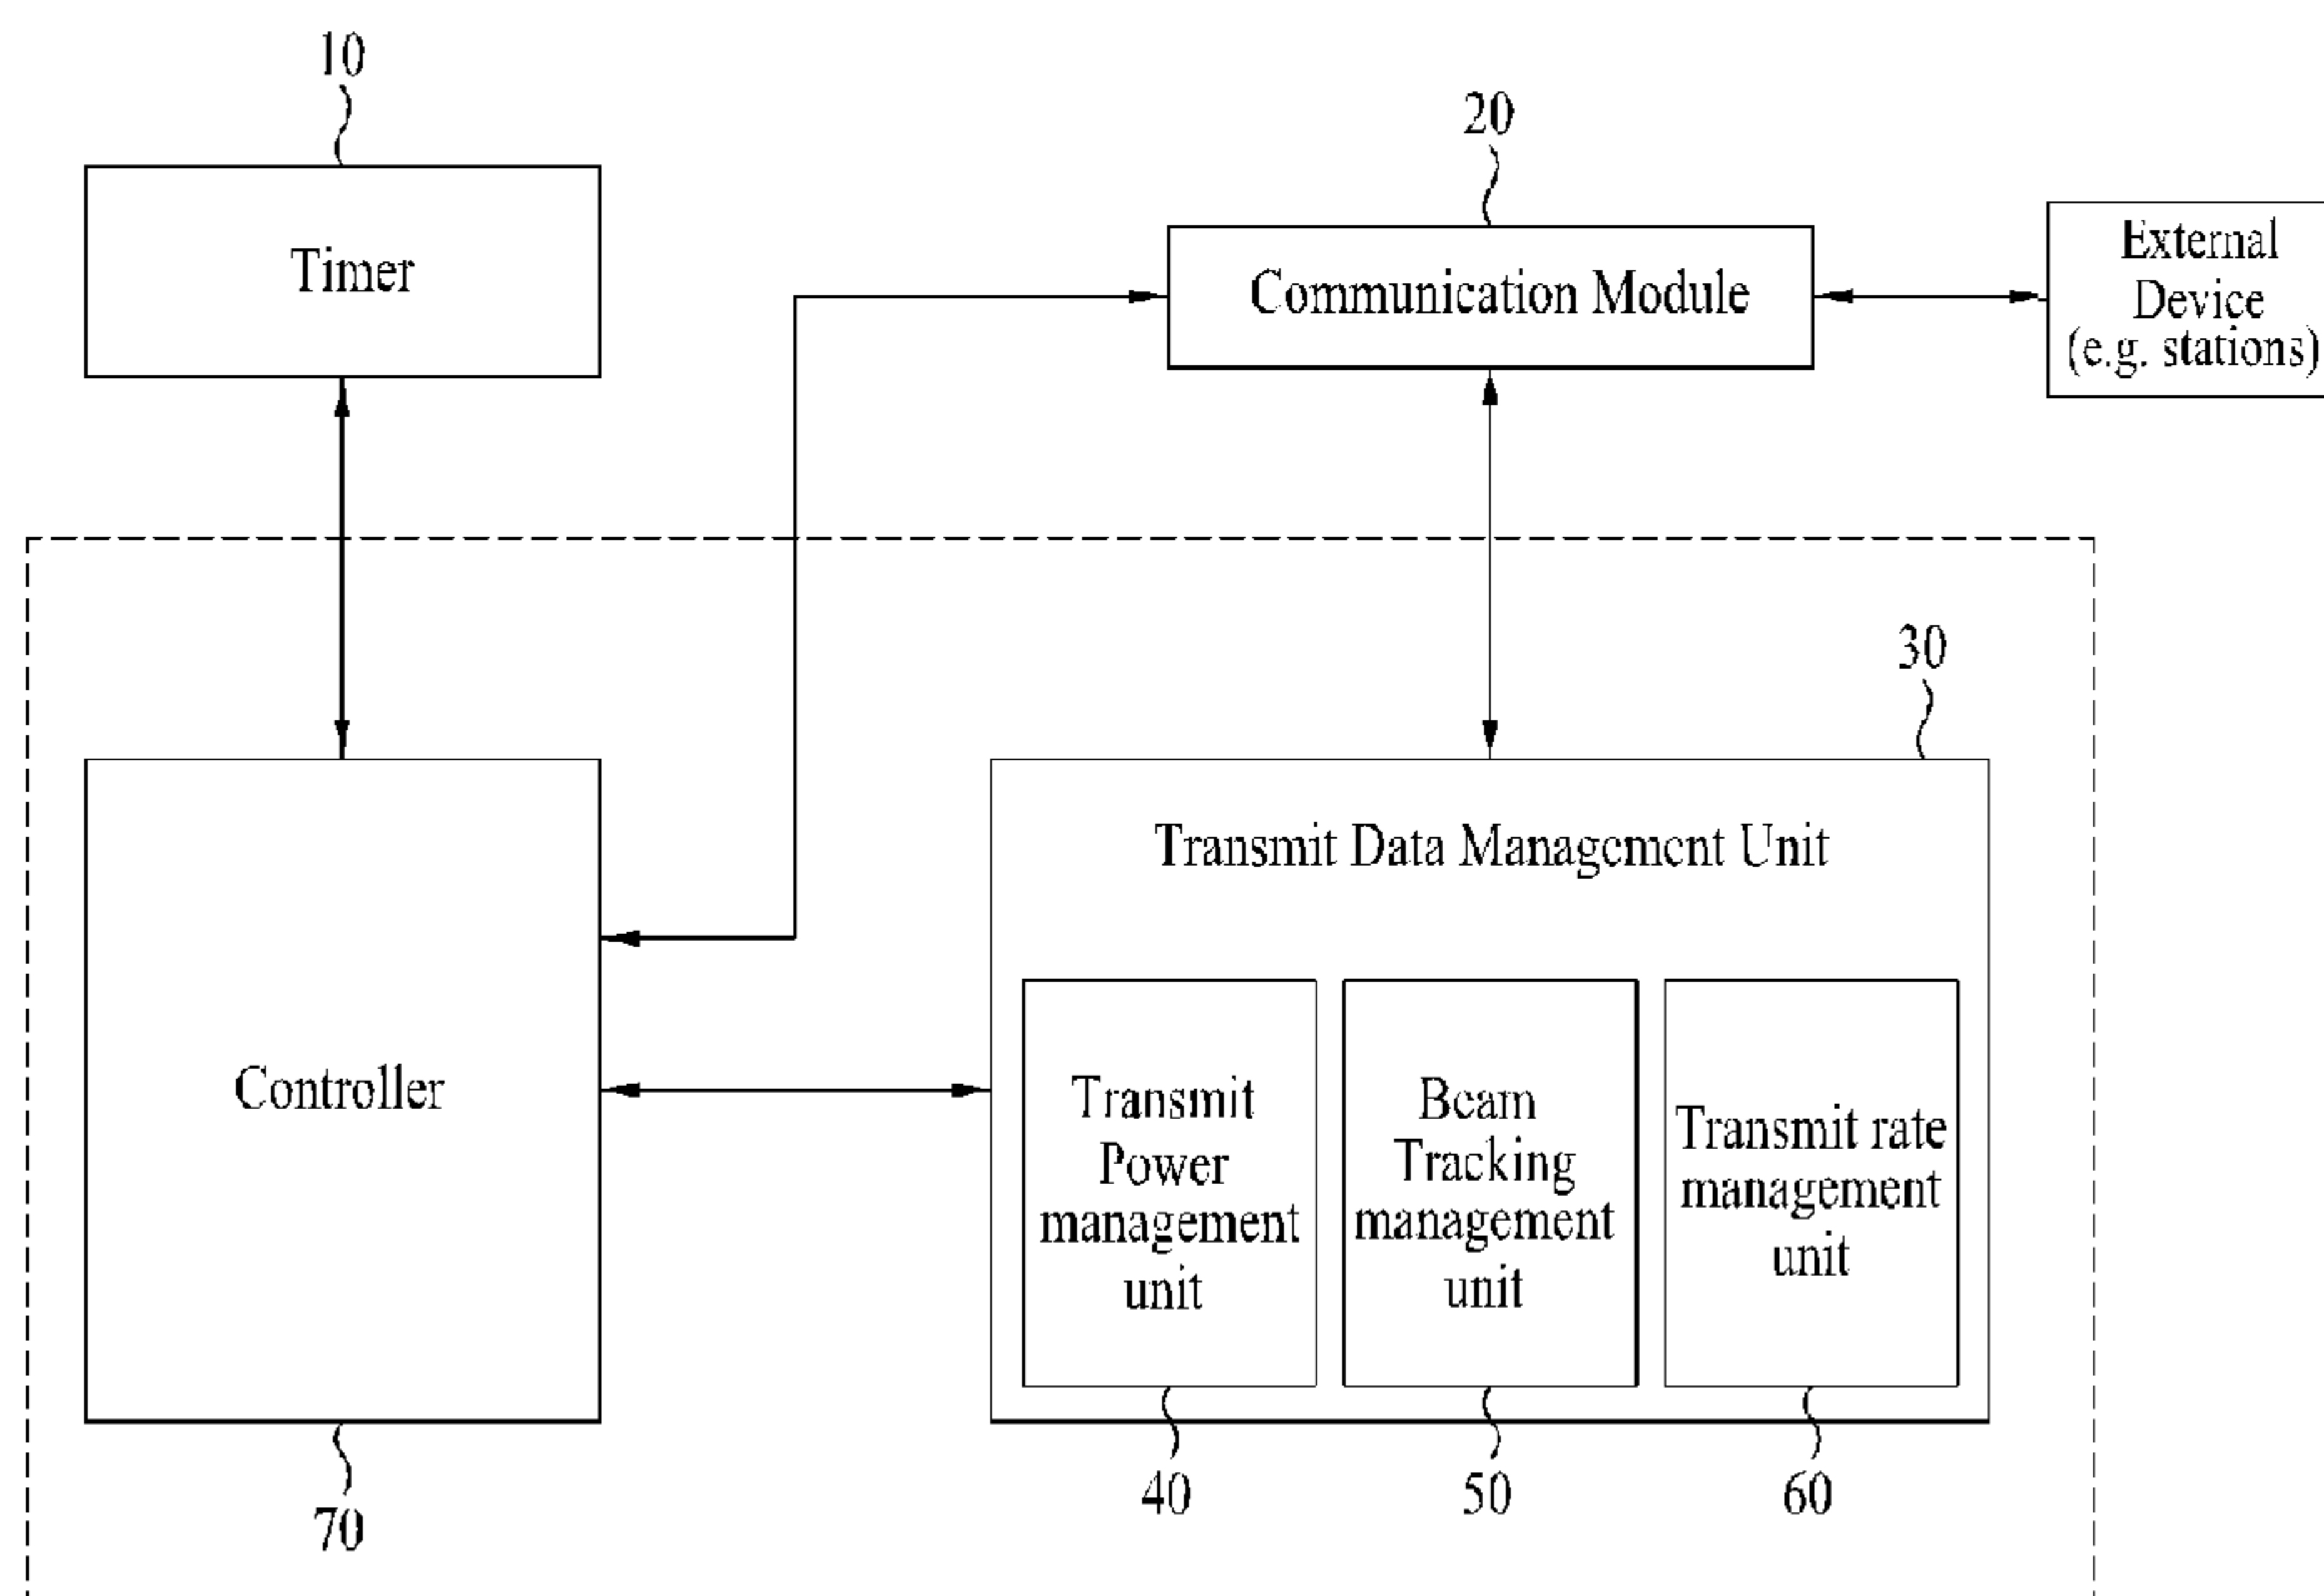 10
20
Timer
Communication Module
External
Device
(e.g. stations)
30
Transmit Data Management Unit
Controller
Transmit
Power
management
unit
Beam
Tracking
management
unit
Transmit rate
management
unit
40
50
60
70